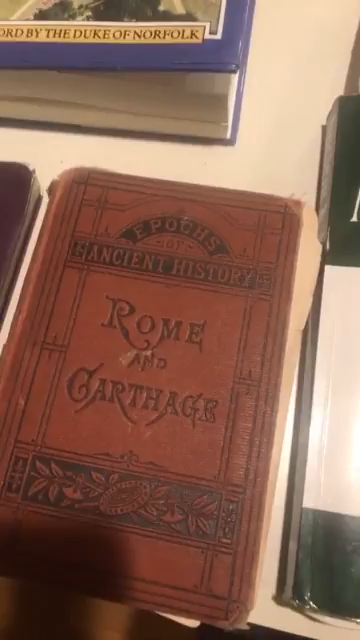 ORD BY THE DUKE OF NORFOLK
EPOCHS
OF
ANCIENT HISTORY
ROME
AND
CARTHAGE